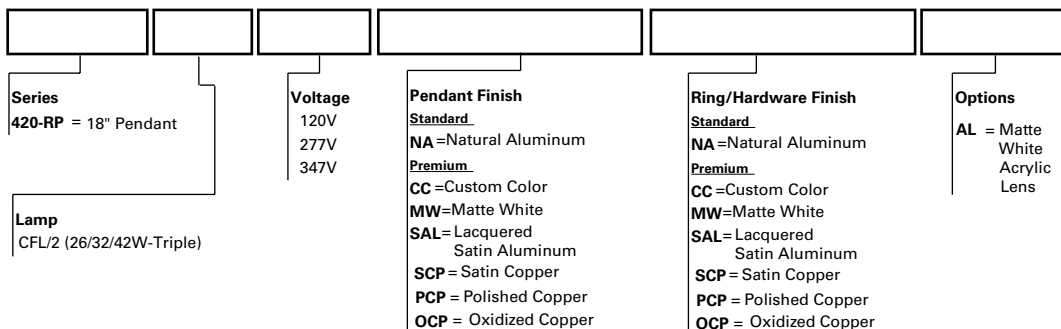 Series
420-RP = 18" Pendant
Lamp
CFL/2 (26/32/42W-Triple)
Voltage
120V
277V
347V
Pendant Finish
Standard
NA=Natural Aluminum
Premium
CC=Custom Color
MW=Matte White
SAL=Lacquered
Satin Aluminum
SCP=Satin Copper
PCP = Polished Copper
OCP = Oxidized Copper
Ring/Hardware Finish
Standard
NA=Natural Aluminum
Premium
CC=Custom Color
MW=Matte White
SAL=Lacquered
Satin Aluminum
SCP=Satin Copper
PCP = Polished Copper
OCP = Oxidized Copper
Options
AL = Matte
White
Acrylic
Lens